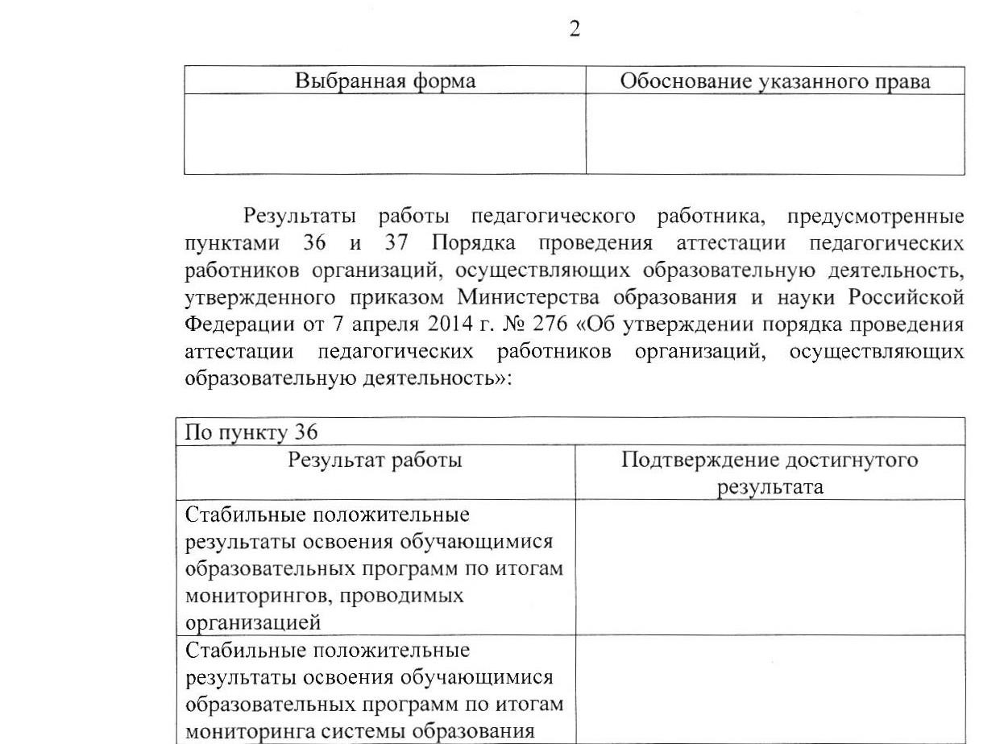 2
Выбранная форма
Обоснование указанного права
Результаты работы педагогического работника, предусмотренные
пунктами 36 и 37 Порядка проведения аттестации педагогических
работников организаций, осуществляющих образовательную деятельность,
утвержденного приказом Министерства образования и науки Российской
Федерации от 7 апреля 2014 г. № 276 «Об утверждении порядка проведения
аттестации педагогических работников организаций, осуществляющих
образовательную деятельность»:
По пункту 36
Результат работы
Подтверждение достигнутого
результата
Стабильные положительные
результаты освоения обучающимися
образовательных программ по итогам
мониторингов, проводимых
организацией
Стабильные положительные
результаты освоения обучающимися
образовательных программ по итогам
мониторинга системы образования